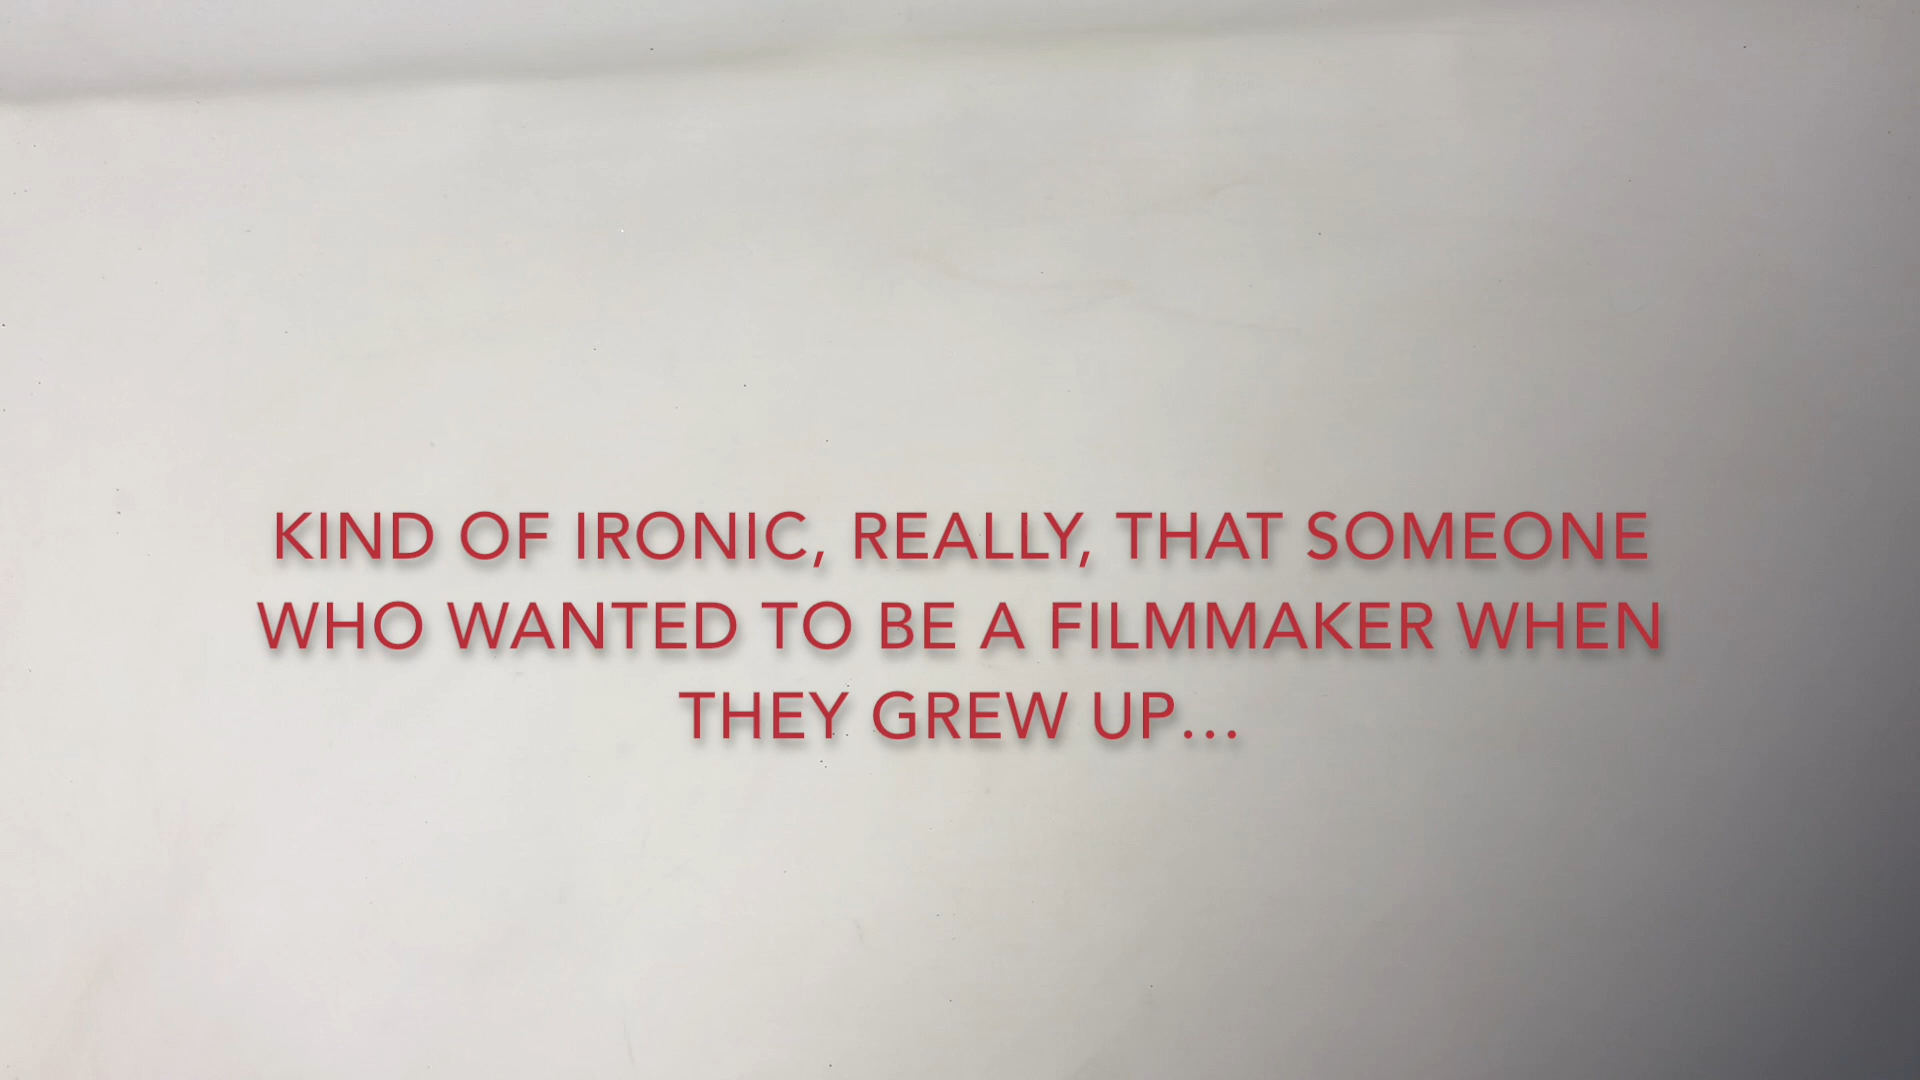 KIND OF IRONIC, REALLY, THAT SOMEONE
WHO WANTED TO BE A FILMMAKER WHEN
THEY GREW UP...